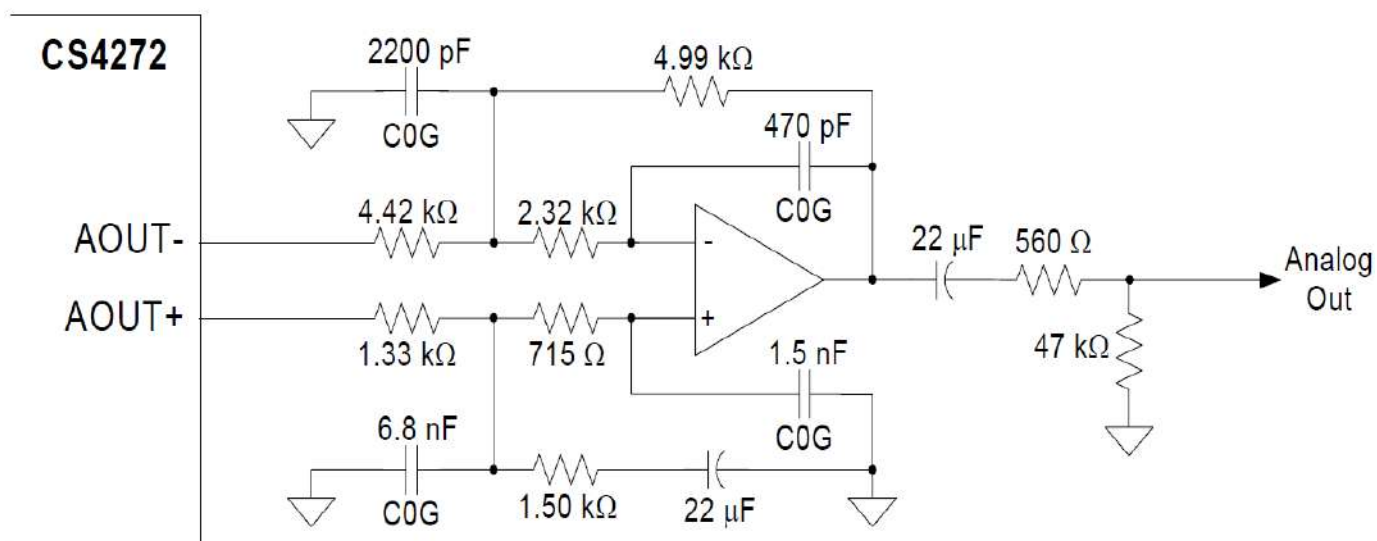 CS4272
2200 pF
C0G
4.99 kΩ
470 pF
C0G
AOUT-
4.42 kΩ
2.32 kΩ
-
AOUT+
1.33 kΩ
715 Ω
+
22 µF
560 Ω
Analog
Out
47 kΩ
1.5 nF
C0G
6.8 nF
C0G
1.50 kΩ
22 µF